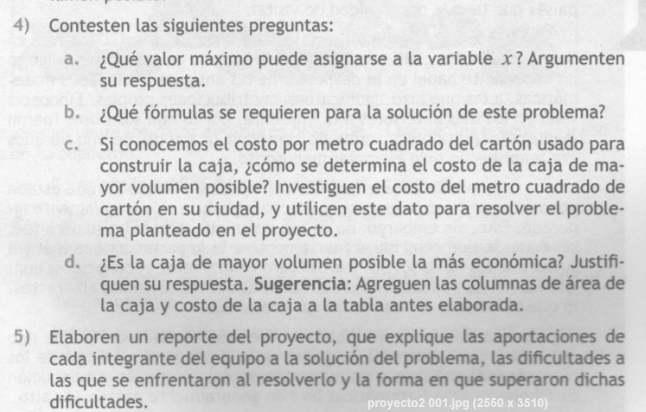 4) Contesten las siguientes preguntas:
a. ¿Qué valor máximo puede asignarse a la variable x? Argumenten
su respuesta.
b. ¿Qué fórmulas se requieren para la solución de este problema?
c. Si conocemos el costo por metro cuadrado del cartón usado para
construir la caja, ¿cómo se determina el costo de la caja de ma-
yor volumen posible? Investiguen el costo del metro cuadrado de
cartón en su ciudad, y utilicen este dato para resolver el proble-
ma planteado en el proyecto.
d. ¿Es la caja de mayor volumen posible la más económica? Justifi-
quen su respuesta. Sugerencia: Agreguen las columnas de área de
la caja y costo de la caja a la tabla antes elaborada.
5) Elaboren un reporte del proyecto, que explique las aportaciones de
cada integrante del equipo a la solución del problema, las dificultades a
las que se enfrentaron al resolverlo y la forma en que superaron dichas
dificultades.
proyecto2 001.jpg (2550 x 3510)